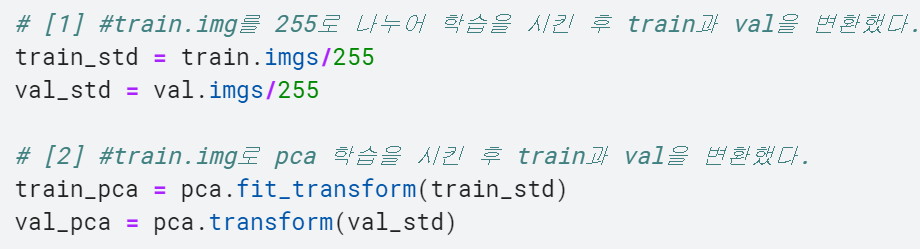 # [1] #train.img를 255로 나누어 학습을 시킨 후 train과 val을 변환했다.
train_std = train.imgs/255
val_std = val.imgs/255
# [2] #train.img로 pca 학습을 시킨 후 train과 val을 변환했다.
train_pca = pca.fit_transform(train_std)
val_pca = pca.transform(val_std)